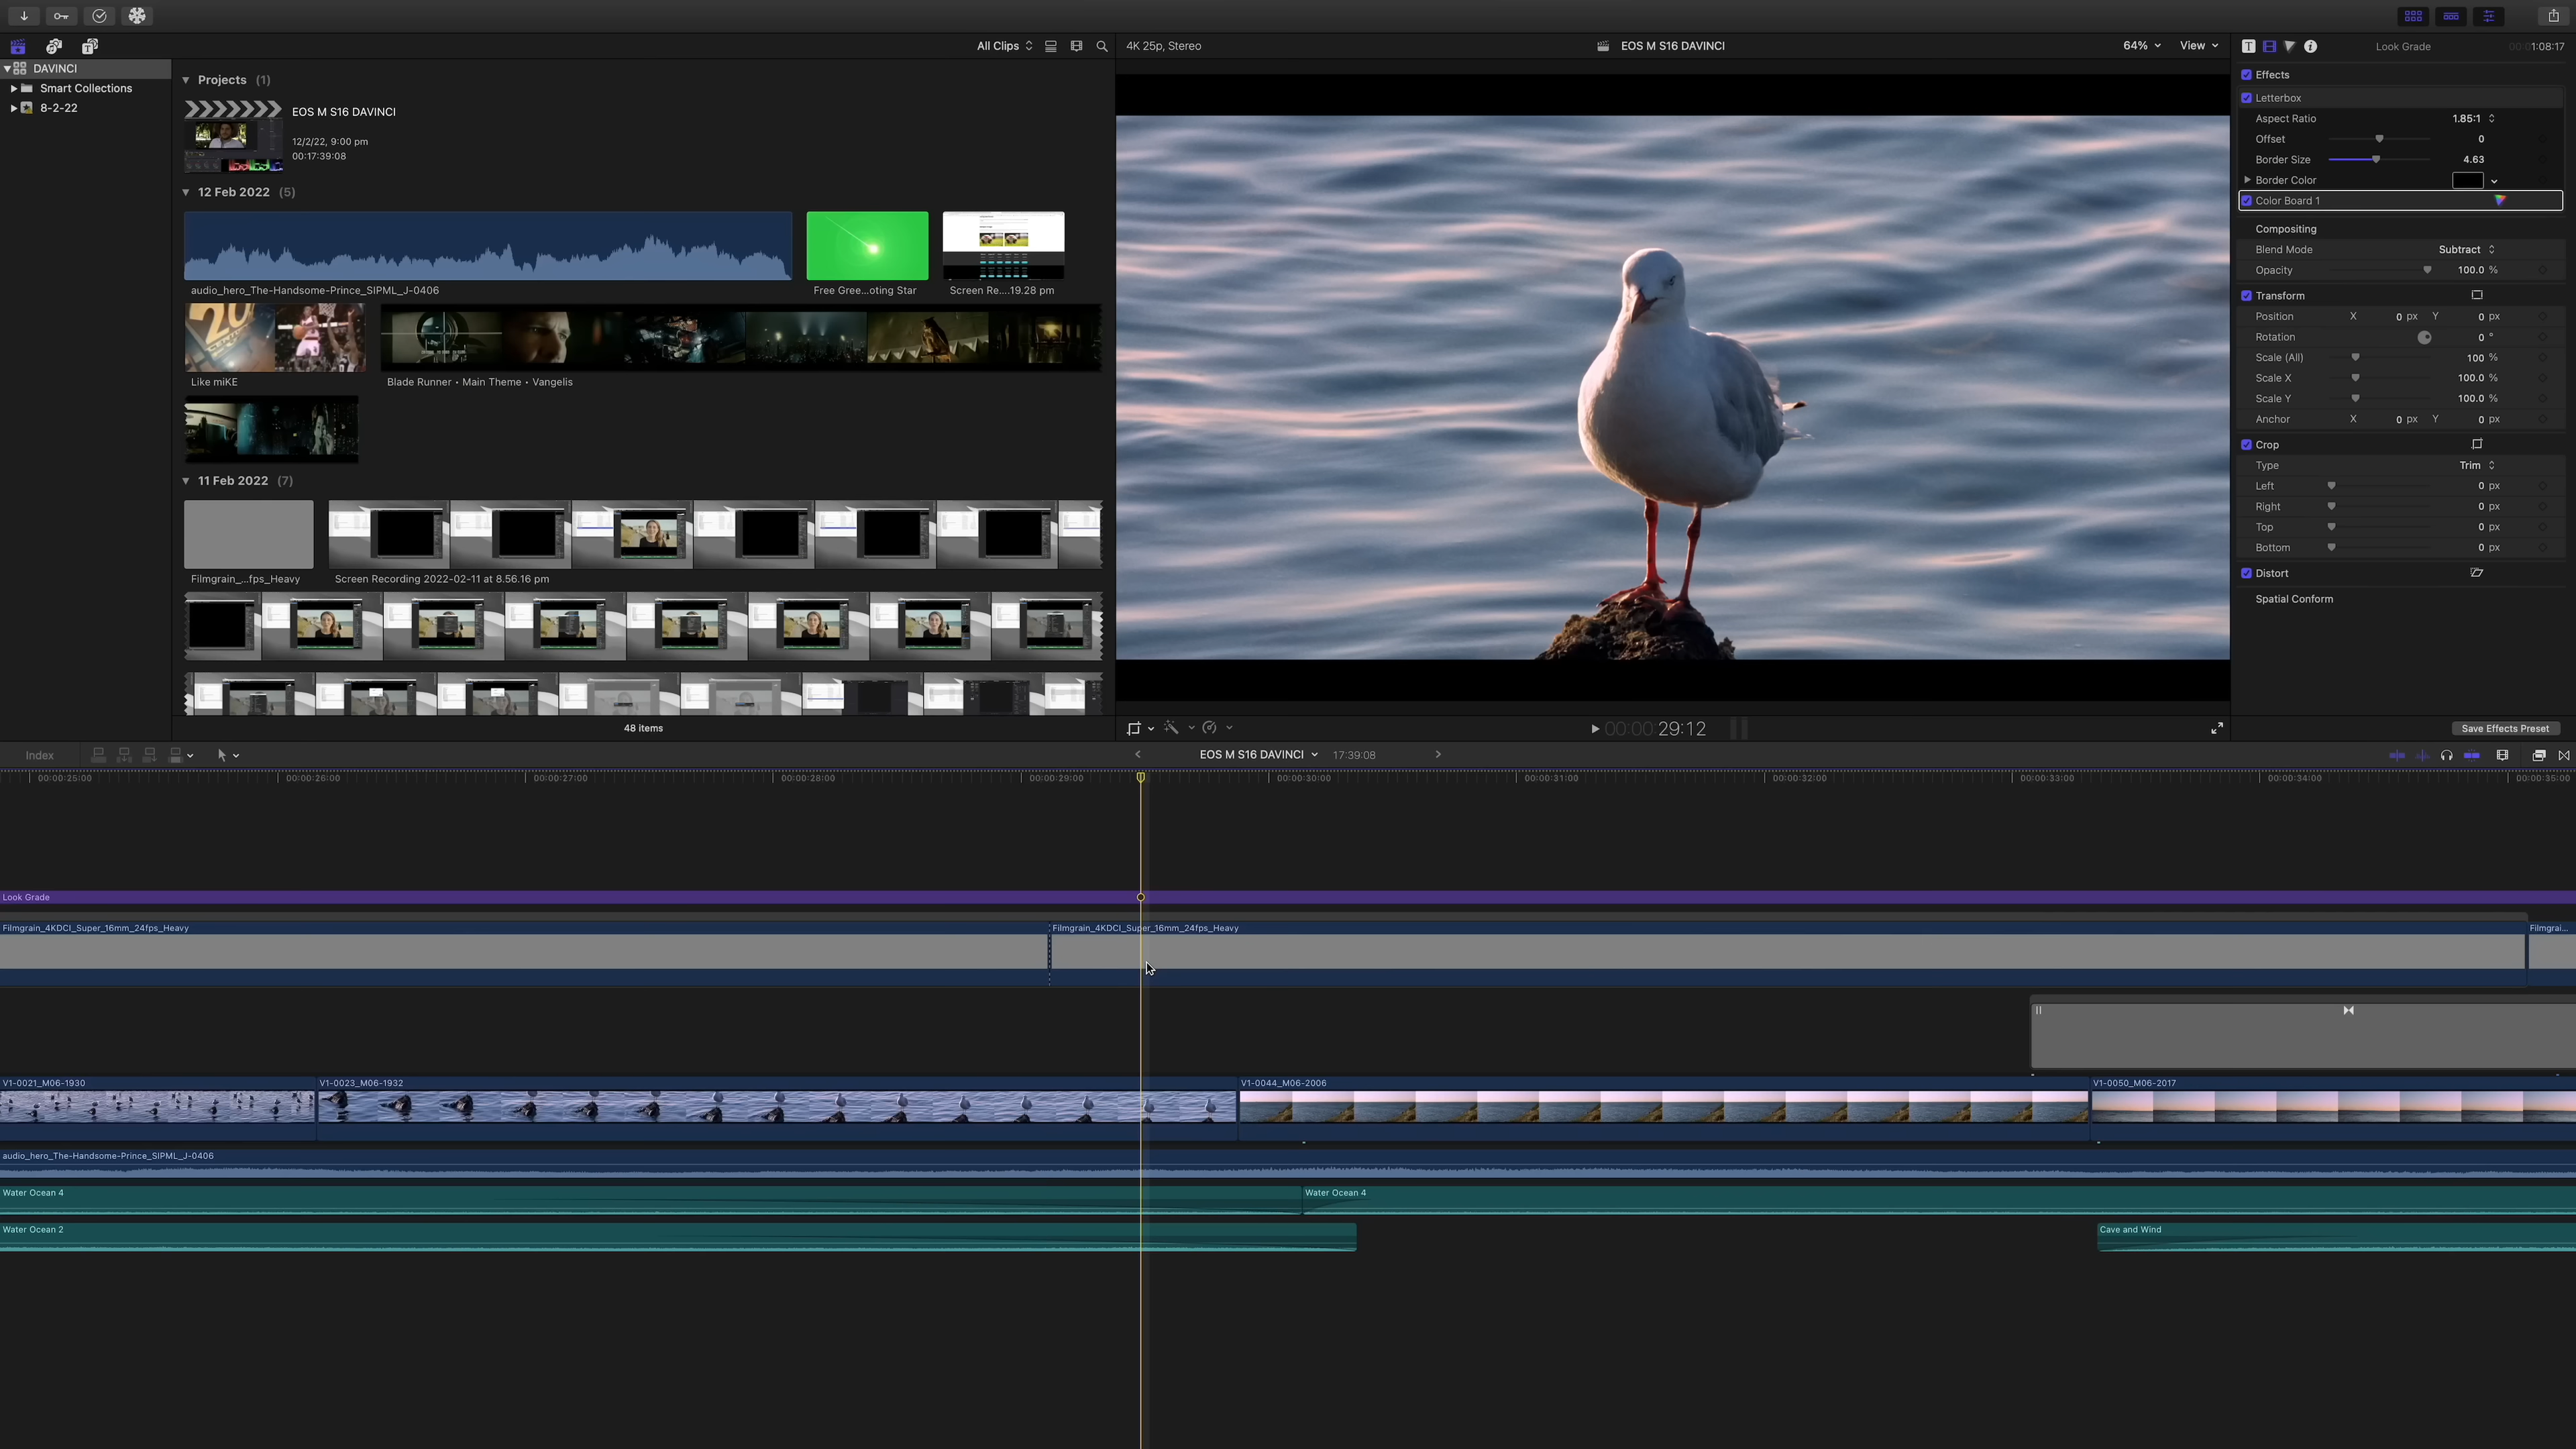 All Clips
4K 25p, Stereo
EOS M S16 DAVINCI
64%
View
Look Grade
00:00:1:08:17
DAVINCI
Smart Collections
8-2-22
Projects (1)
EOS M S16 DAVINCI
12/2/22, 9:00 pm
00:17:39:08
12 Feb 2022 (5)
audio_hero_The-Handsome-Prince_SIPML_J-0406
Free Gree...oting Star
Screen Re....19.28 pm
Like miKE
Blade Runner • Main Theme • Vangelis
11 Feb 2022 (7)
Filmgrain_...fps_Heavy
Screen Recording 2022-02-11 at 8.56.16 pm
48 items
00:00:00:29:12
Effects
Letterbox
Aspect Ratio 1.85:1
Offset 0
Border Size 4.63
Border Color
Color Board 1
Compositing
Blend Mode Subtract
Opacity 100.0 %
Transform
Position X 0 px Y 0 px
Rotation 0 °
Scale (All) 100 %
Scale X 100.0 %
Scale Y 100.0 %
Anchor X 0 px Y 0 px
Crop
Type Trim
Left 0 px
Right 0 px
Top 0 px
Bottom 0 px
Distort
Spatial Conform
Save Effects Preset
Index
EOS M S16 DAVINCI
17:39:08
00:00:25:00
00:00:26:00
00:00:27:00
00:00:28:00
00:00:29:00
00:00:30:00
00:00:31:00
00:00:32:00
00:00:33:00
00:00:34:00
00:00:35:00
Look Grade
Filmgrain_4KDCI_Super_16mm_24fps_Heavy
Filmgrain_4KDCI_Super_16mm_24fps_Heavy
Filmgrai...
V1-0021_M06-1930
V1-0023_M06-1932
V1-0044_M06-2006
V1-0050_M06-2017
audio_hero_The-Handsome-Prince_SIPML_J-0406
Water Ocean 4
Water Ocean 4
Water Ocean 2
Cave and Wind